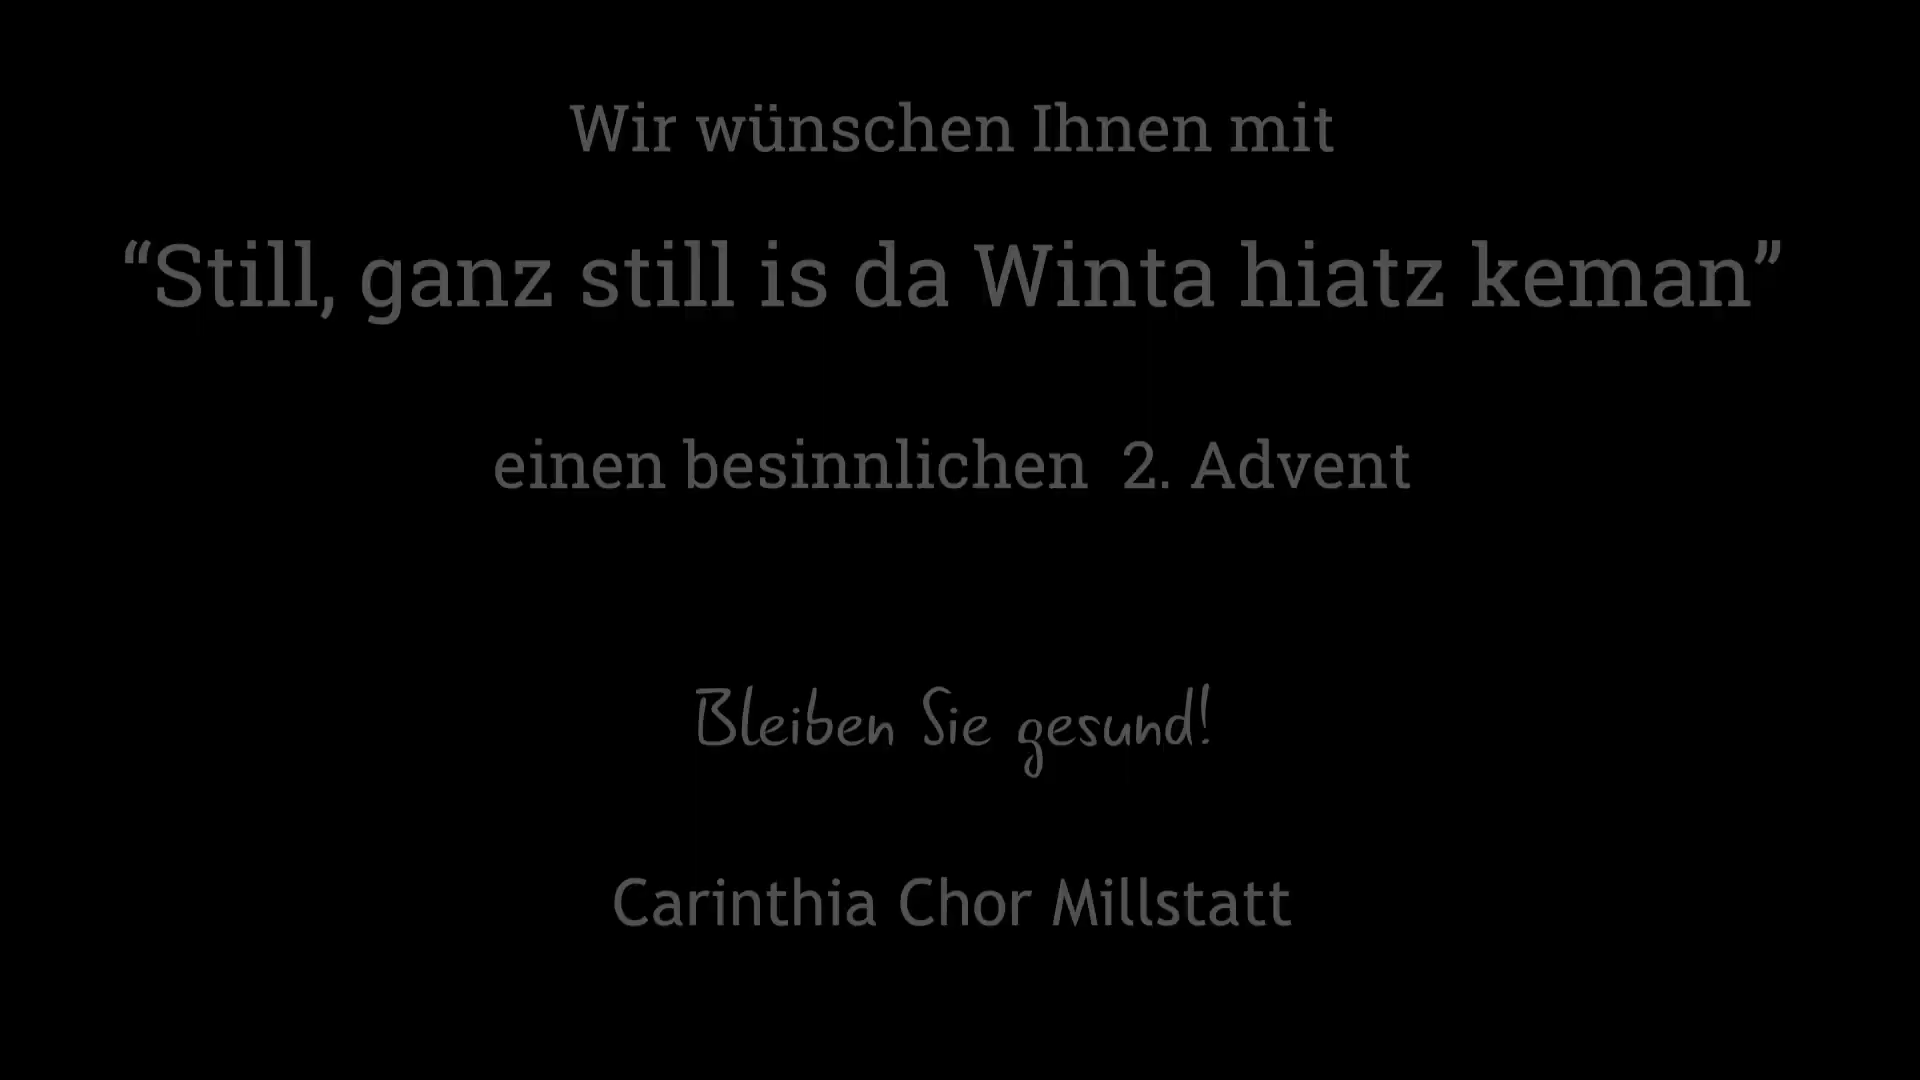 Wir wünschen Ihnen mit
“Still, ganz still is da Winta hiatz keman”
einen besinnlichen 2. Advent
Bleiben Sie gesund!
Carinthia Chor Millstatt